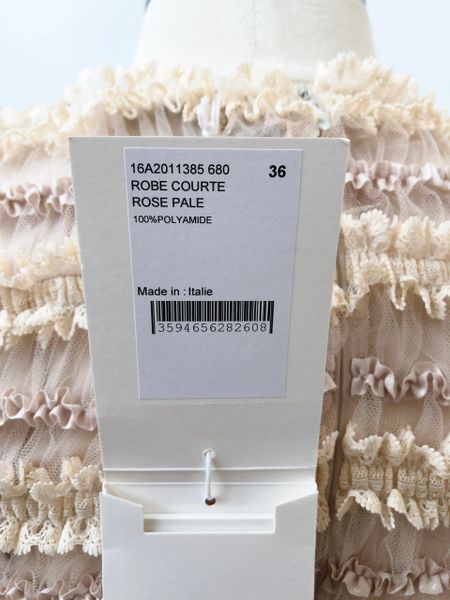 16A2011385 680 36
ROBE COURTE
ROSE PALE
100%POLYAMIDE
Made in : Italie
3594656282608